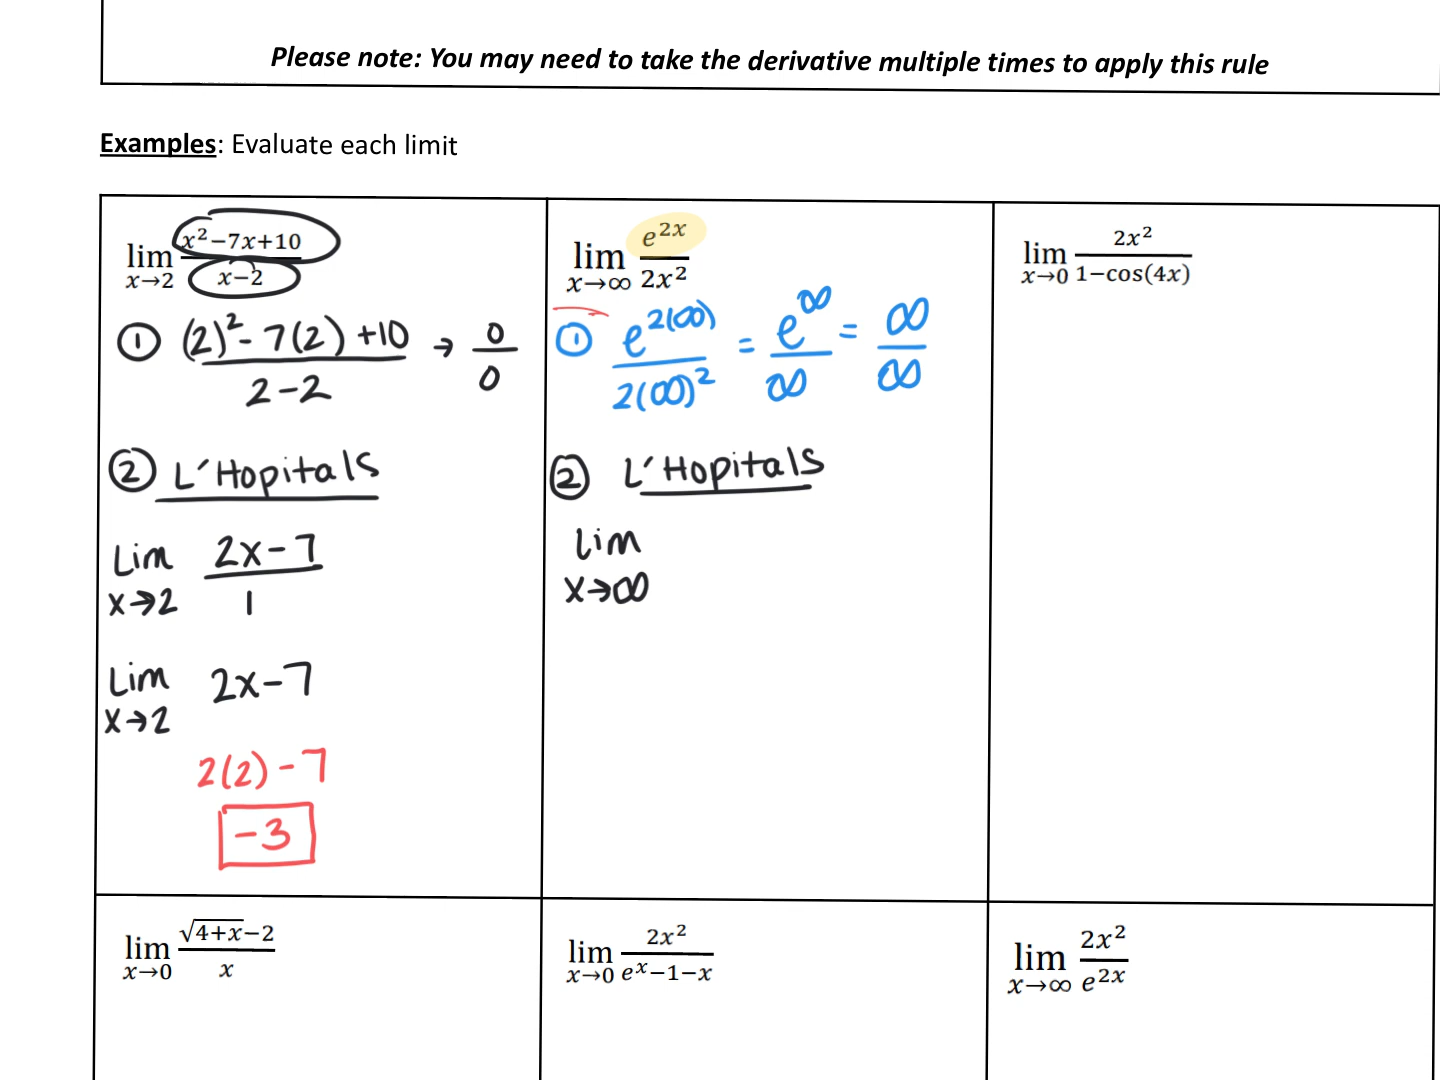 Please note: You may need to take the derivative multiple times to apply this rule
Examples: Evaluate each limit
lim x→2 (x²−7x+10)/(x−2)
① ((2)² - 7(2) +10)/(2-2) → 0/0
② L'Hopitals
Lim x→2 (2x-7)/1
Lim x→2 2x-7
2(2)-7
-3
lim x→∞ e^(2x)/(2x²)
① e^(2(∞))/(2(∞)²) = e^∞/∞ = ∞/∞
② L'Hopitals
Lim x→∞
lim x→0 2x²/(1−cos(4x))
lim x→0 (√(4+x)−2)/x
lim x→0 2x²/(eˣ−1−x)
lim x→∞ 2x²/e^(2x)